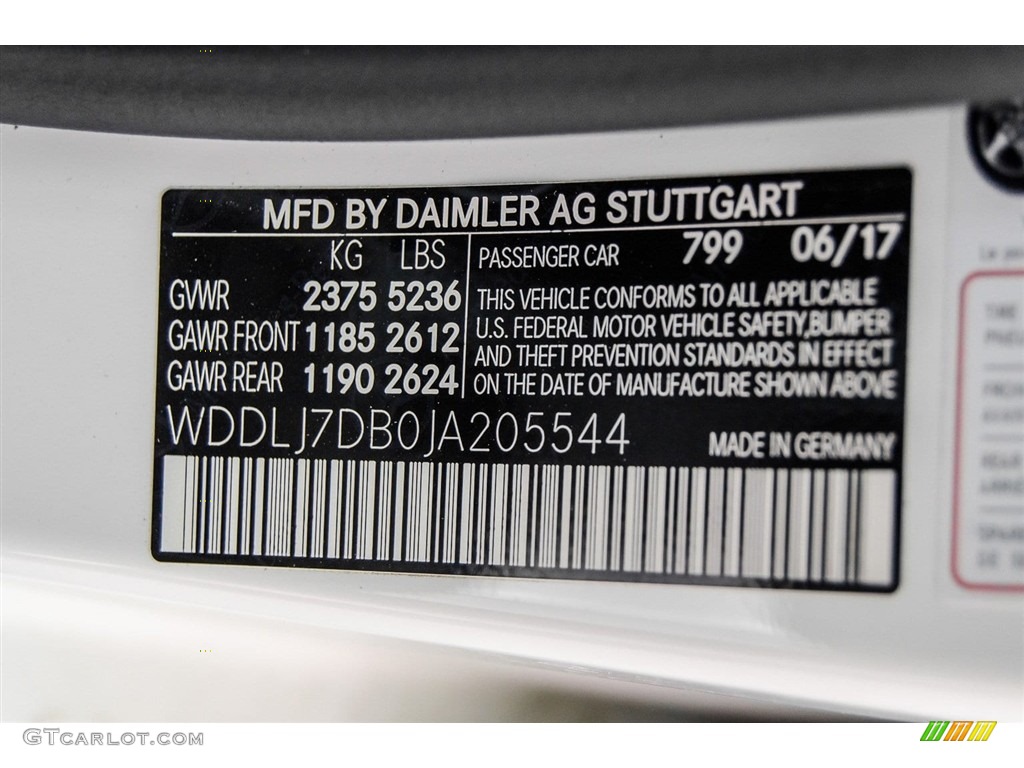 MFD BY DAIMLER AG STUTTGART
KG LBS
GVWR 2375 5236
GAWR FRONT 1185 2612
GAWR REAR 1190 2624
PASSENGER CAR 799 06/17
THIS VEHICLE CONFORMS TO ALL APPLICABLE
U.S. FEDERAL MOTOR VEHICLE SAFETY, BUMPER
AND THEFT PREVENTION STANDARDS IN EFFECT
ON THE DATE OF MANUFACTURE SHOWN ABOVE
WDDLJ7DB0JA205544
MADE IN GERMANY
GTCARLOT.COM